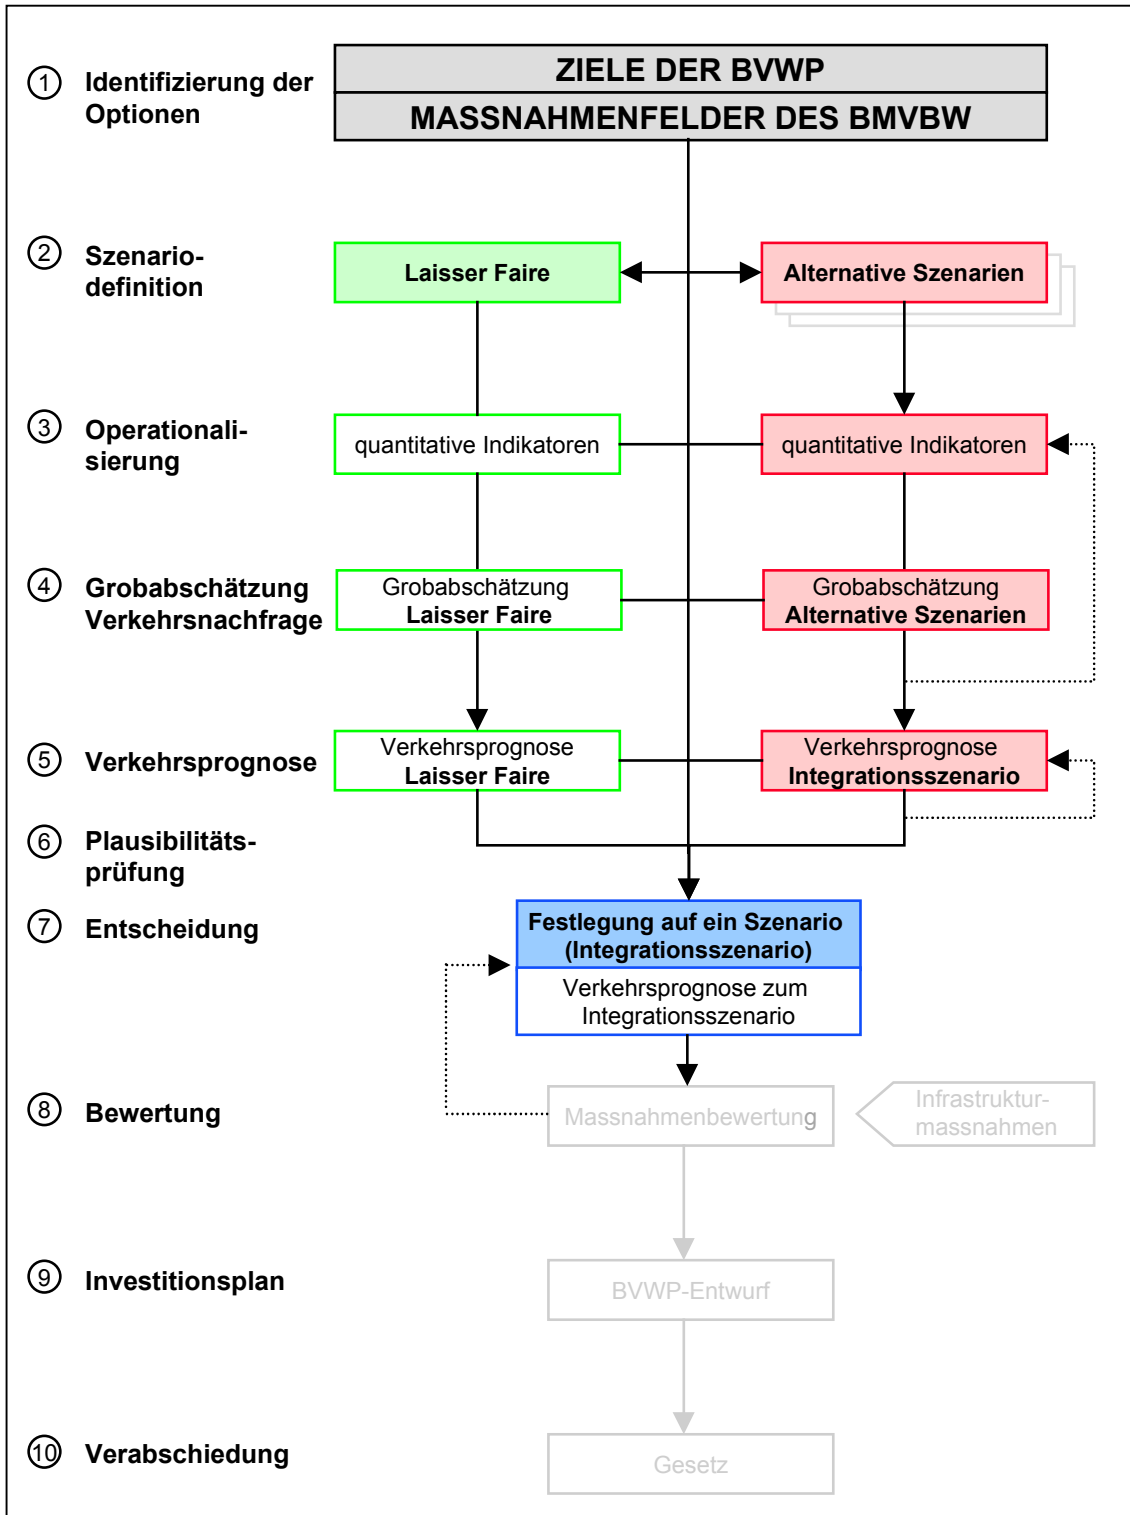 1 Identifizierung der
Optionen
ZIELE DER BVWP
MASSNAHMENFELDER DES BMVBW
2 Szenario-
definition
Laisser Faire
Alternative Szenarien
3 Operationali-
sierung
quantitative Indikatoren
quantitative Indikatoren
4 Grobabschätzung
Verkehrsnachfrage
Grobabschätzung
Laisser Faire
Grobabschätzung
Alternative Szenarien
5 Verkehrsprognose
Verkehrsprognose
Laisser Faire
Verkehrsprognose
Integrationsszenario
6 Plausibilitäts-
prüfung
7 Entscheidung
Festlegung auf ein Szenario
(Integrationsszenario)
Verkehrsprognose zum
Integrationsszenario
8 Bewertung
Massnahmenbewertung
Infrastruktur-
massnahmen
9 Investitionsplan
BVWP-Entwurf
10 Verabschiedung
Gesetz